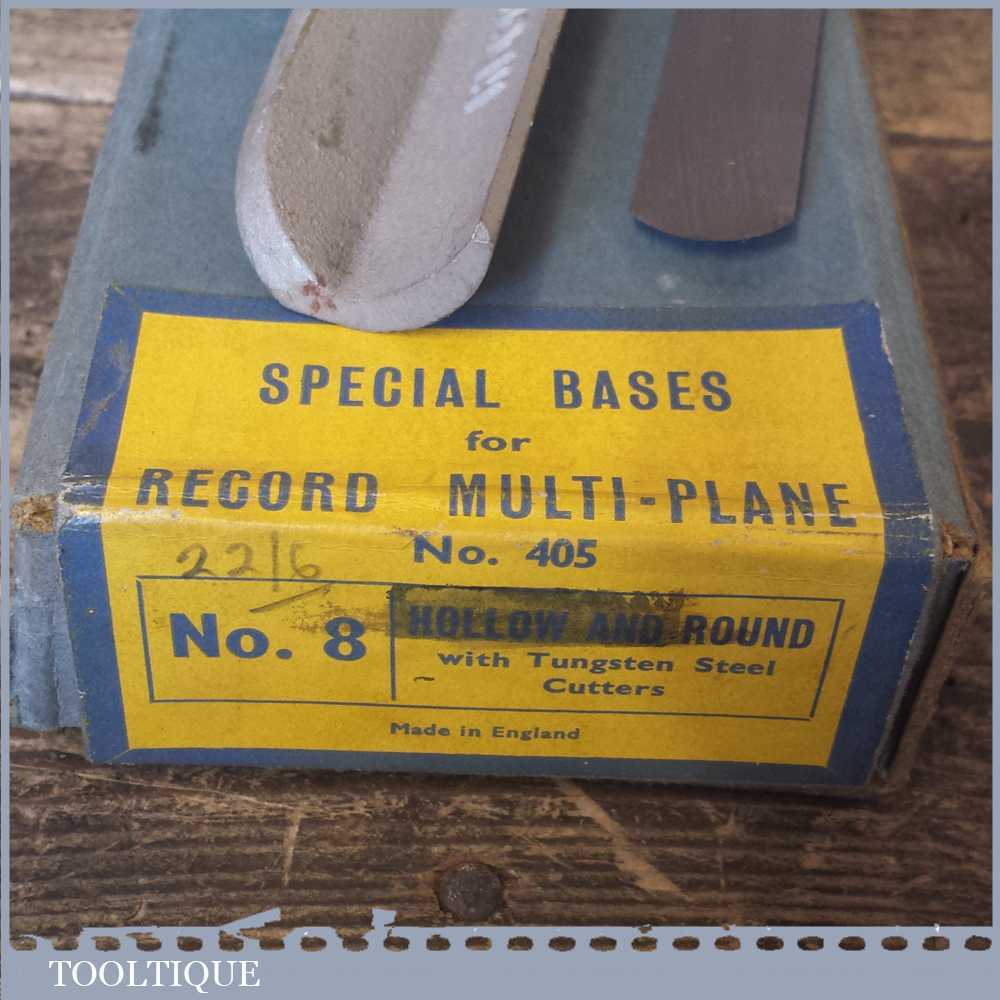 SPECIAL BASES
for
RECORD MULTI-PLANE
No. 405
22/6
No. 8
HOLLOW AND ROUND
with Tungsten Steel
Cutters
Made in England
TOOLTIQUE